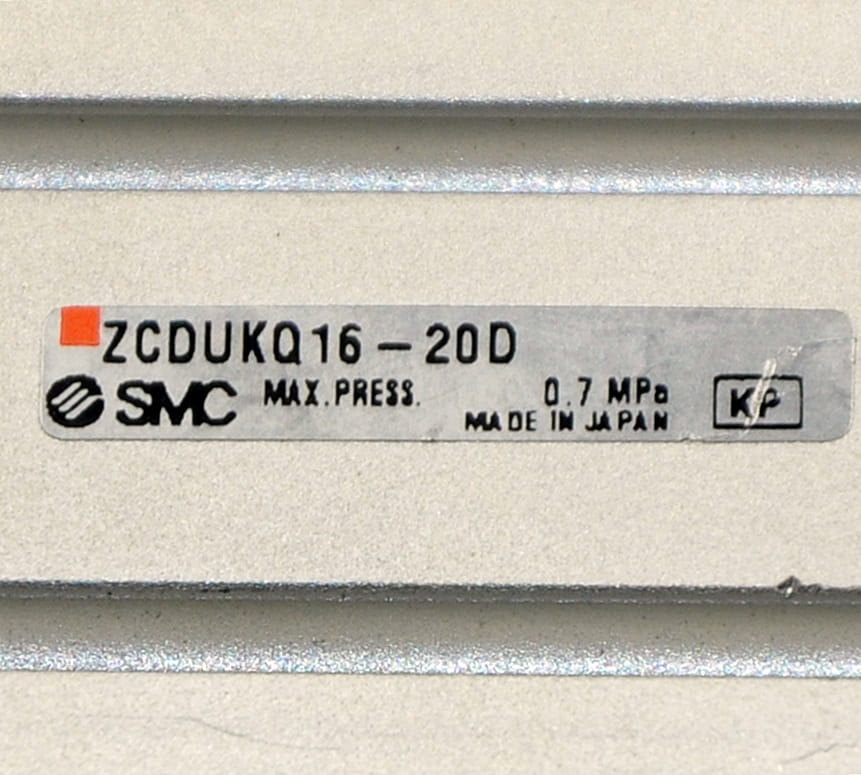 ZCDUKQ16-20D
SMC MAX.PRESS. 0.7 MPa KP
MADE IN JAPAN